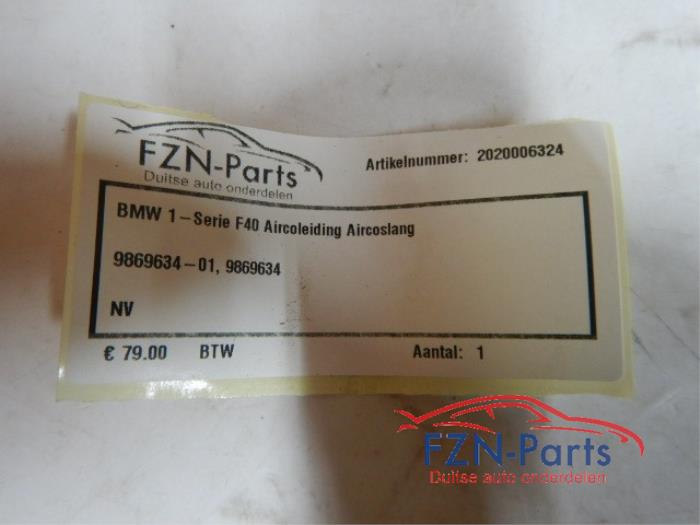 FZN-Parts
Duitse auto onderdelen
Artikelnummer: 2020006324
BMW 1-Serie F40 Aircoleiding Aircoslang
9869634-01, 9869634
NV
€ 79.00 BTW Aantal: 1
FZN-Parts
Duitse auto onderdelen